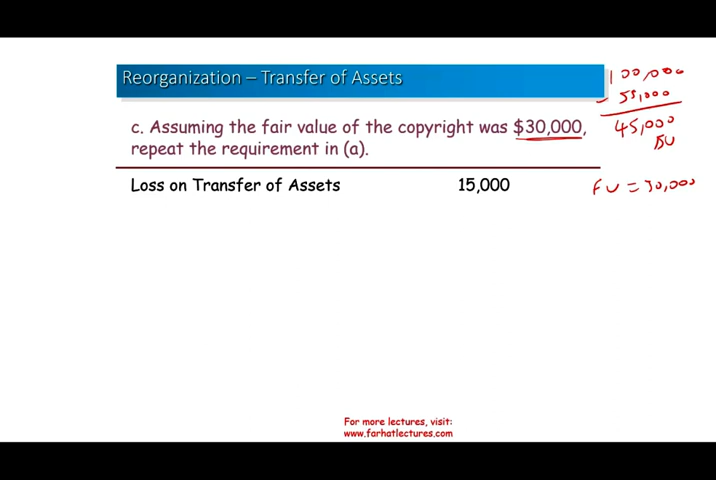 Reorganization – Transfer of Assets
100,000
- 55,000
45,000
BV
c. Assuming the fair value of the copyright was $30,000,
repeat the requirement in (a).
Loss on Transfer of Assets 15,000
FV = 30,000
For more lectures, visit:
www.farhatlectures.com